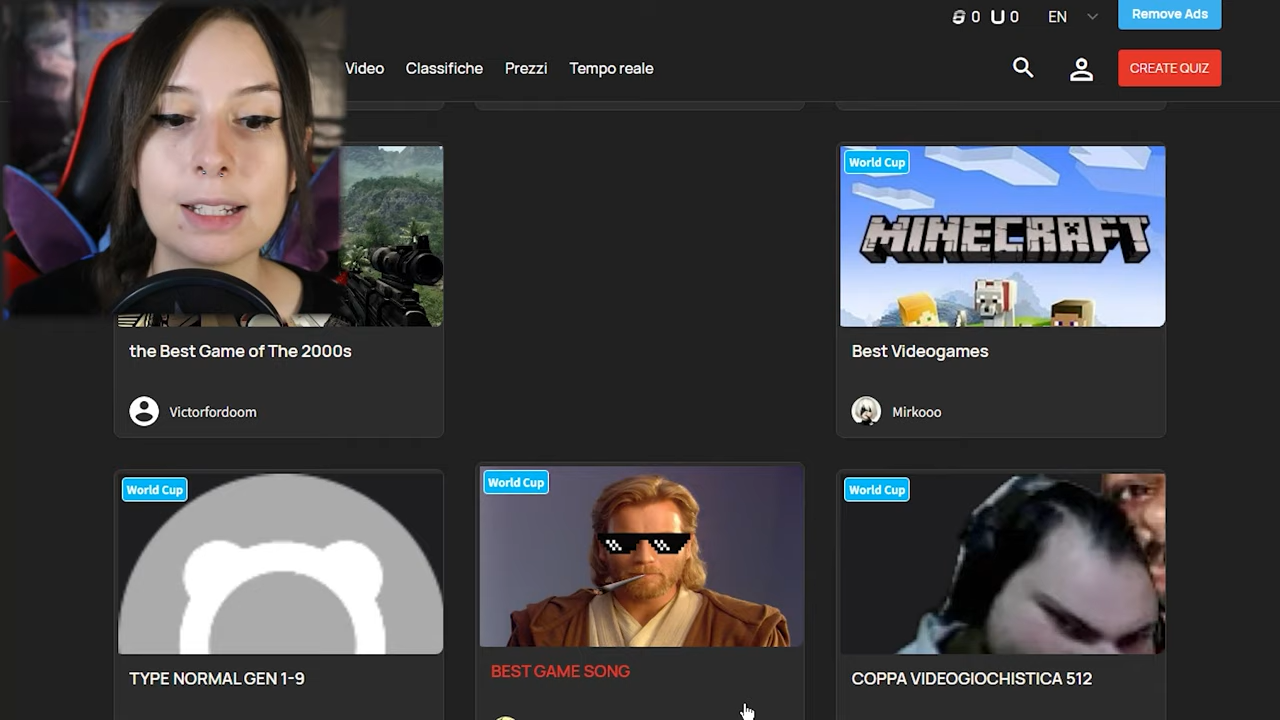 0 0 EN Remove Ads
Video Classifiche Prezzi Tempo reale CREATE QUIZ
World Cup
MINECRAFT
the Best Game of The 2000s
Best Videogames
Victorfordoom
Mirkooo
World Cup
World Cup
World Cup
TYPE NORMAL GEN 1-9
BEST GAME SONG
COPPA VIDEOGIOCHISTICA 512